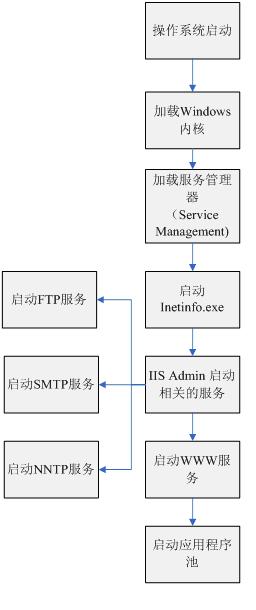 操作系统启动
加载Windows
内核
加载服务管理
器
（Service
Management)
启动
Inetinfo.exe
启动FTP服务
IIS Admin 启动
相关的服务
启动SMTP服务
启动NNTP服务
启动WWW服
务
启动应用程序
池